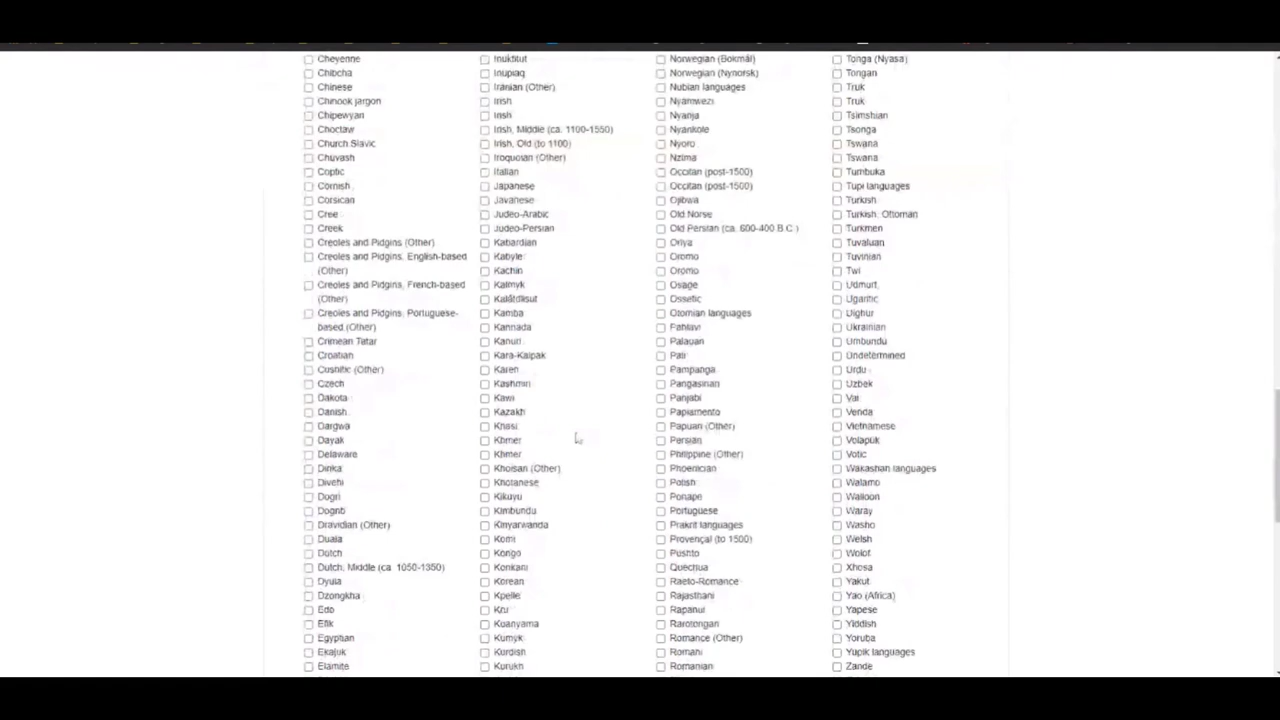 Cheyenne
Chibcha
Chinese
Chinook jargon
Chipewyan
Choctaw
Church Slavic
Chuvash
Coptic
Cornish
Corsican
Cree
Creek
Creoles and Pidgins (Other)
Creoles and Pidgins, English-based
(Other)
Creoles and Pidgins, French-based
(Other)
Creoles and Pidgins, Portuguese-
based (Other)
Crimean Tatar
Croatian
Cushitic (Other)
Czech
Dakota
Danish
Dargwa
Dayak
Delaware
Dinka
Divehi
Dogri
Dogrib
Dravidian (Other)
Duala
Dutch
Dutch, Middle (ca. 1050-1350)
Dyula
Dzongkha
Edo
Efik
Egyptian
Ekajuk
Elamite
Inuktitut
Inupiaq
Iranian (Other)
Irish
Irish
Irish, Middle (ca. 1100-1550)
Irish, Old (to 1100)
Iroquoian (Other)
Italian
Japanese
Javanese
Judeo-Arabic
Judeo-Persian
Kabardian
Kabyle
Kachin
Kalmyk
Kalâtdlisut
Kamba
Kannada
Kanuri
Kara-Kalpak
Karen
Kashmiri
Kawi
Kazakh
Khasi
Khmer
Khmer
Khoisan (Other)
Khotanese
Kikuyu
Kimbundu
Kinyarwanda
Komi
Kongo
Konkani
Korean
Kpelle
Kru
Kuanyama
Kumyk
Kurdish
Kurukh
Norwegian (Bokmål)
Norwegian (Nynorsk)
Nubian languages
Nyamwezi
Nyanja
Nyankole
Nyoro
Nzima
Occitan (post-1500)
Occitan (post-1500)
Ojibwa
Old Norse
Old Persian (ca. 600-400 B.C.)
Oriya
Oromo
Oromo
Osage
Ossetic
Otomian languages
Pahlavi
Palauan
Pali
Pampanga
Pangasinan
Panjabi
Papiamento
Papuan (Other)
Persian
Philippine (Other)
Phoenician
Polish
Ponape
Portuguese
Prakrit languages
Provençal (to 1500)
Pushto
Quechua
Raeto-Romance
Rajasthani
Rapanui
Rarotongan
Romance (Other)
Romani
Romanian
Tonga (Nyasa)
Tongan
Truk
Truk
Tsimshian
Tsonga
Tswana
Tswana
Tumbuka
Tupi languages
Turkish
Turkish, Ottoman
Turkmen
Tuvaluan
Tuvinian
Twi
Udmurt
Ugaritic
Uighur
Ukrainian
Umbundu
Undetermined
Urdu
Uzbek
Vai
Venda
Vietnamese
Volapük
Votic
Wakashan languages
Walamo
Walloon
Waray
Washo
Welsh
Wolof
Xhosa
Yakut
Yao (Africa)
Yapese
Yiddish
Yoruba
Yupik languages
Zande